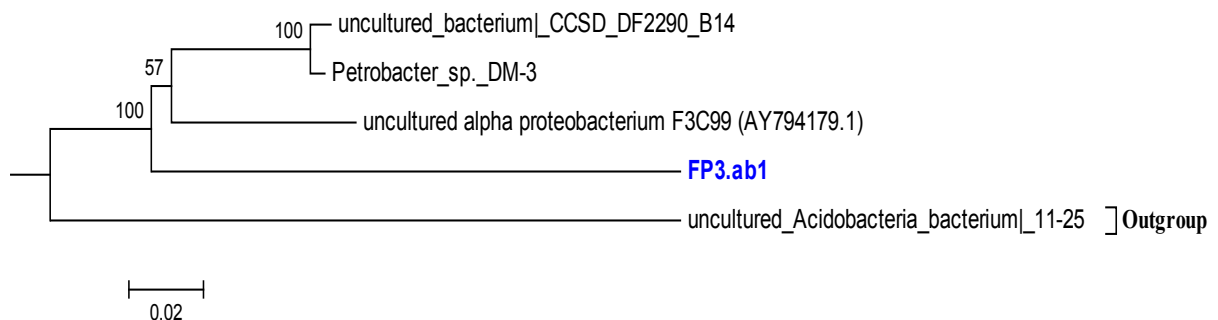 100 uncultured_bacterium|_CCSD_DF2290_B14
57 Petrobacter_sp._DM-3
100 uncultured alpha proteobacterium F3C99 (AY794179.1)
FP3.ab1
uncultured_Acidobacteria_bacterium|_11-25 Outgroup
0.02